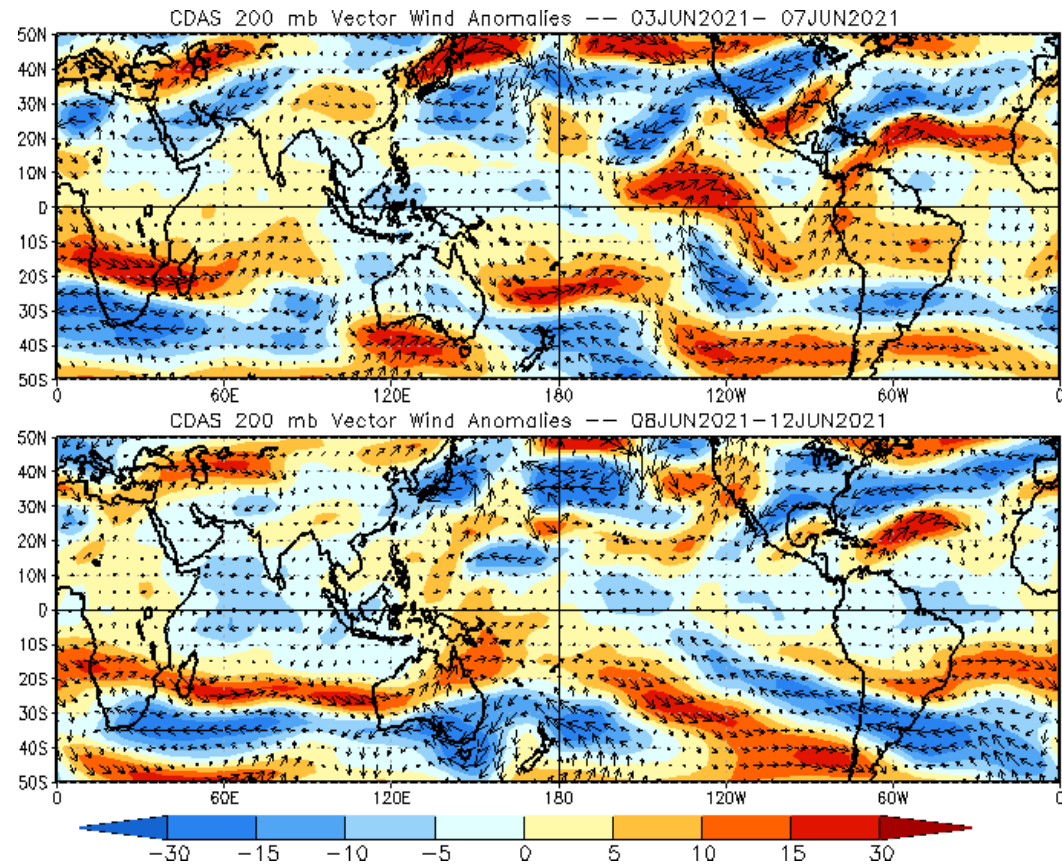 CDAS 200 mb Vector Wind Anomalies -- 03JUN2021- 07JUN2021
50N
40N
30N
20N
10N
0
10S
20S
30S
40S
50S
0 60E 120E 180 120W 60W 0
CDAS 200 mb Vector Wind Anomalies -- 08JUN2021-12JUN2021
50N
40N
30N
20N
10N
0
10S
20S
30S
40S
50S
0 60E 120E 180 120W 60W 0
-30 -15 -10 -5 0 5 10 15 30